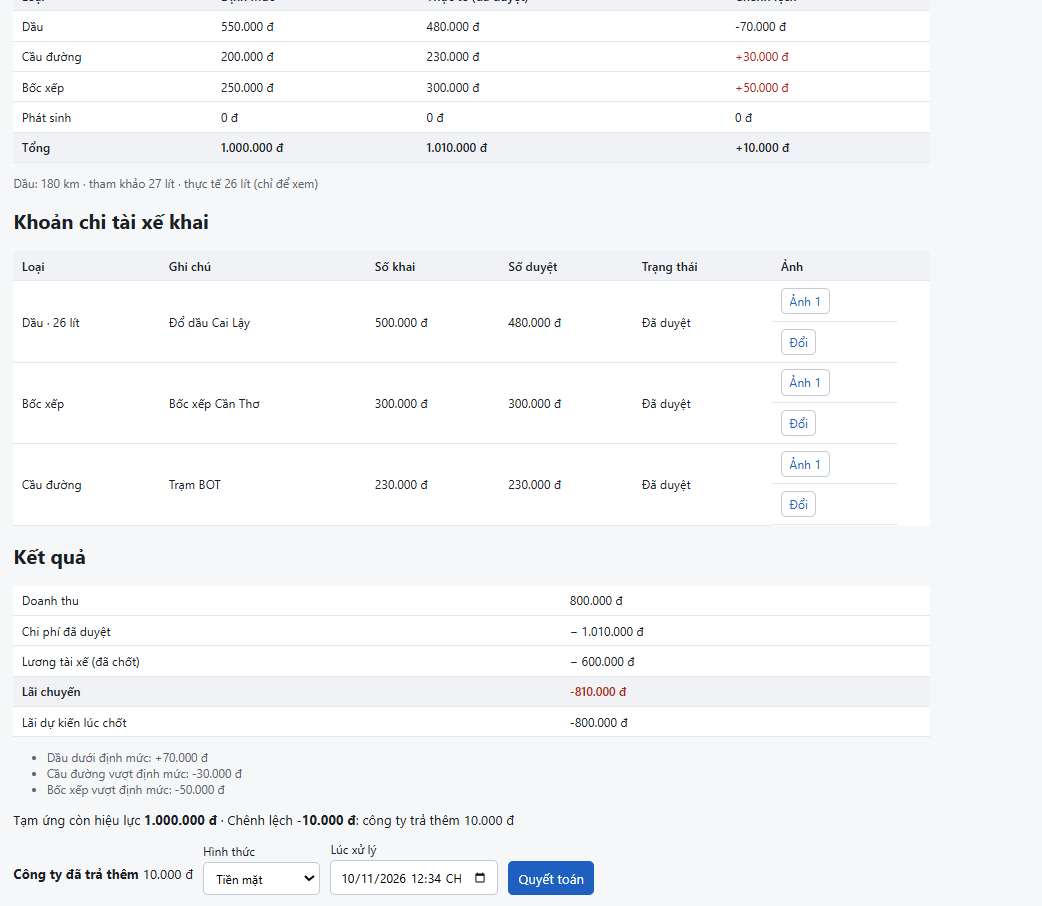 Dầu 550.000 đ 480.000 đ -70.000 đ
Cầu đường 200.000 đ 230.000 đ +30.000 đ
Bốc xếp 250.000 đ 300.000 đ +50.000 đ
Phát sinh 0 đ 0 đ 0 đ
Tổng 1.000.000 đ 1.010.000 đ +10.000 đ
Dầu: 180 km · tham khảo 27 lít · thực tế 26 lít (chỉ để xem)
Khoản chi tài xế khai
Loại Ghi chú Số khai Số duyệt Trạng thái Ảnh
Dầu · 26 lít Đổ dầu Cai Lậy 500.000 đ 480.000 đ Đã duyệt Ảnh 1
Đổi
Bốc xếp Bốc xếp Cần Thơ 300.000 đ 300.000 đ Đã duyệt Ảnh 1
Đổi
Cầu đường Trạm BOT 230.000 đ 230.000 đ Đã duyệt Ảnh 1
Đổi
Kết quả
Doanh thu 800.000 đ
Chi phí đã duyệt − 1.010.000 đ
Lương tài xế (đã chốt) − 600.000 đ
Lãi chuyến -810.000 đ
Lãi dự kiến lúc chốt -800.000 đ
• Dầu dưới định mức: +70.000 đ
• Cầu đường vượt định mức: -30.000 đ
• Bốc xếp vượt định mức: -50.000 đ
Tạm ứng còn hiệu lực 1.000.000 đ · Chênh lệch -10.000 đ: công ty trả thêm 10.000 đ
Hình thức Lúc xử lý
Công ty đã trả thêm 10.000 đ Tiền mặt 10/11/2026 12:34 CH Quyết toán